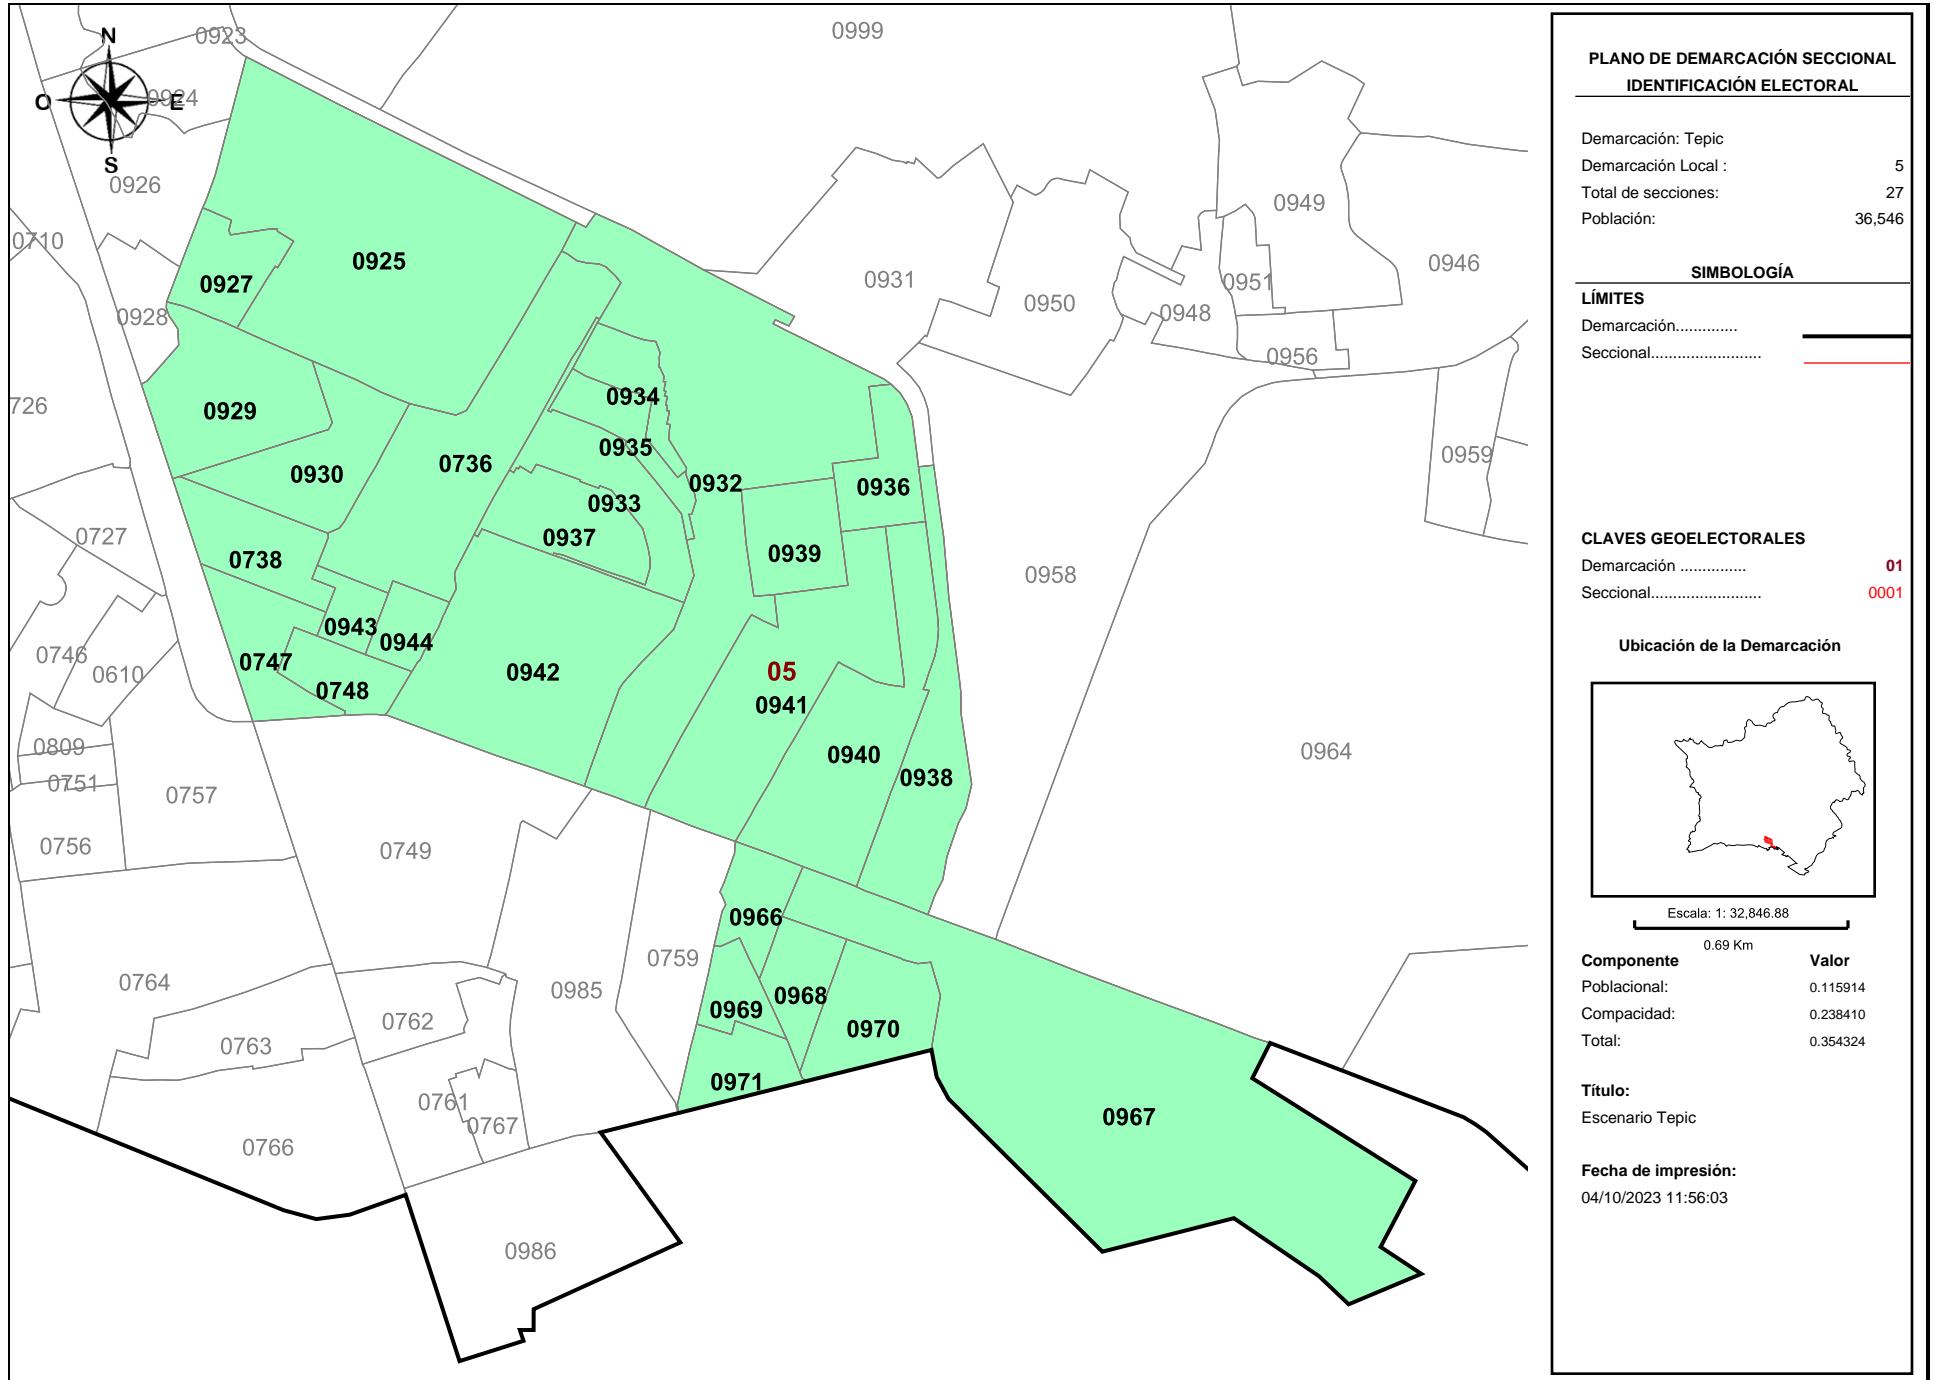 0923
0999
N
O
E
0924
S
0926
0949
0710
0925
0946
0927
0931
0951
0950
0948
0928
0956
0934
726
0929
0935
0959
0736
0930
0932
0936
0933
0727
0937
0939
0738
0958
0943
0944
0746
0747
0610
0942
05
0748
0941
0809
0940
0964
0938
0751
0757
0756
0749
0966
0759
0764
0985
0968
0969
0762
0970
0763
0971
0761
0967
0767
0766
0986
PLANO DE DEMARCACIÓN SECCIONAL
IDENTIFICACIÓN ELECTORAL
Demarcación: Tepic
Demarcación Local : 5
Total de secciones: 27
Población: 36,546
SIMBOLOGÍA
LÍMITES
Demarcación..............
Seccional.........................
CLAVES GEOELECTORALES
Demarcación ............... 01
Seccional......................... 0001
Ubicación de la Demarcación
Escala: 1: 32,846.88
0.69 Km
Componente Valor
Poblacional: 0.115914
Compacidad: 0.238410
Total: 0.354324
Título:
Escenario Tepic
Fecha de impresión:
04/10/2023 11:56:03